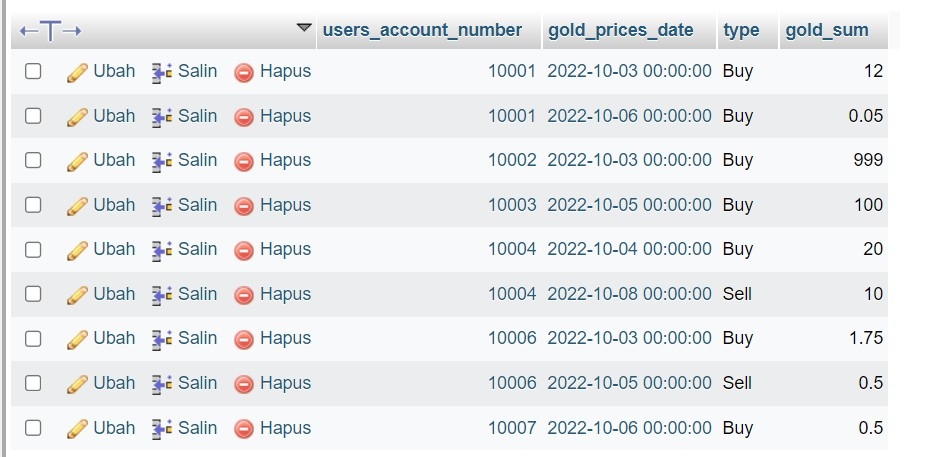 ←T→ users_account_number gold_prices_date type gold_sum
Ubah Salin Hapus 10001 2022-10-03 00:00:00 Buy 12
Ubah Salin Hapus 10001 2022-10-06 00:00:00 Buy 0.05
Ubah Salin Hapus 10002 2022-10-03 00:00:00 Buy 999
Ubah Salin Hapus 10003 2022-10-05 00:00:00 Buy 100
Ubah Salin Hapus 10004 2022-10-04 00:00:00 Buy 20
Ubah Salin Hapus 10004 2022-10-08 00:00:00 Sell 10
Ubah Salin Hapus 10006 2022-10-03 00:00:00 Buy 1.75
Ubah Salin Hapus 10006 2022-10-05 00:00:00 Sell 0.5
Ubah Salin Hapus 10007 2022-10-06 00:00:00 Buy 0.5